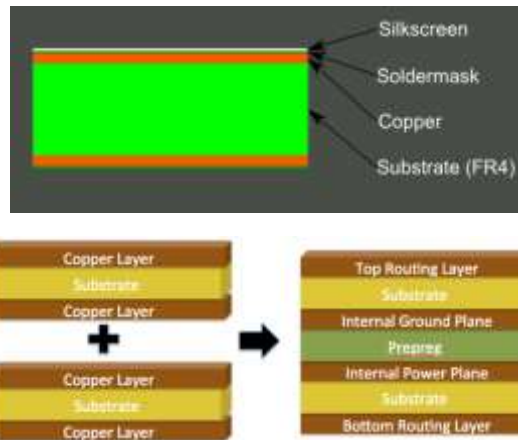 Silkscreen
Soldermask
Copper
Substrate (FR4)
Copper Layer
Substrate
Copper Layer
Copper Layer
Substrate
Copper Layer
Top Routing Layer
Substrate
Internal Ground Plane
Prepreg
Internal Power Plane
Substrate
Bottom Routing Layer